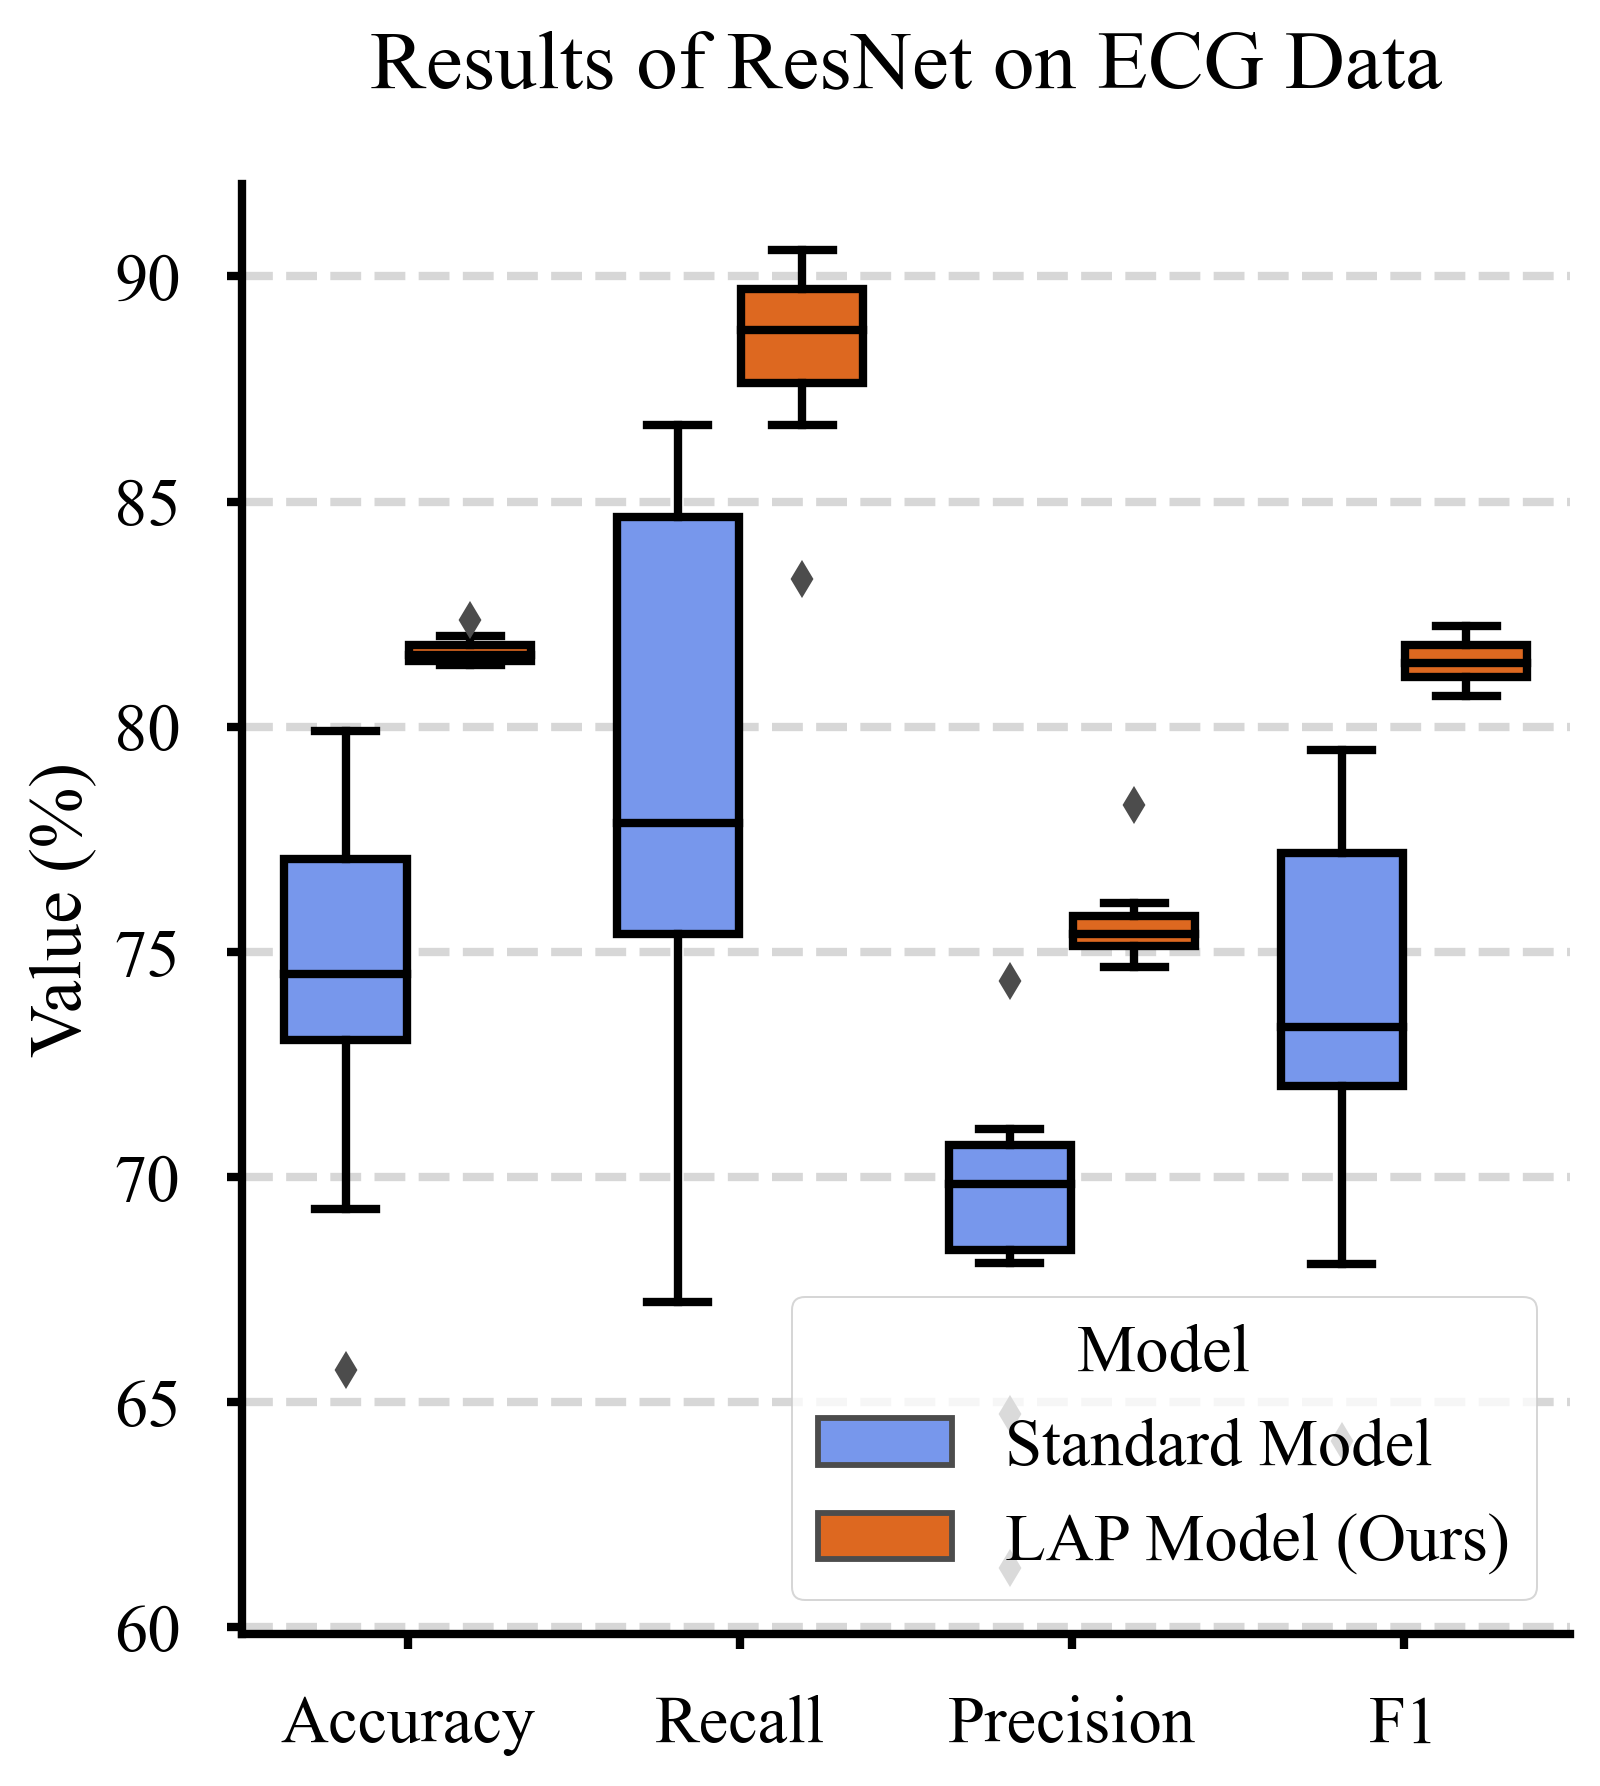 Results of ResNet on ECG Data
Value (%)
90
85
80
75
70
65
60
Accuracy Recall Precision F1
Model
Standard Model
LAP Model (Ours)